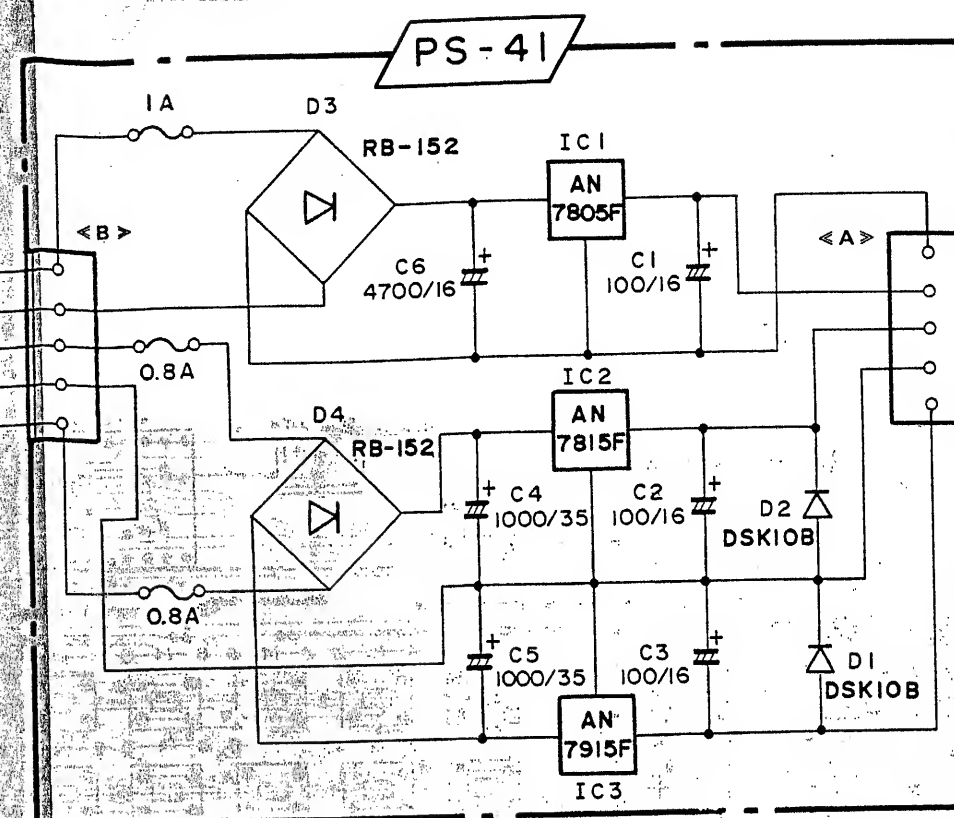 PS-41
1A
D3
RB-152
IC1
AN
7805F
≪B≫
≪A≫
C6
4700/16
C1
100/16
0.8A
IC2
AN
7815F
D4
RB-152
C4
1000/35
C2
100/16
D2
DSK10B
0.8A
C5
1000/35
C3
100/16
D1
DSK10B
AN
7915F
IC3